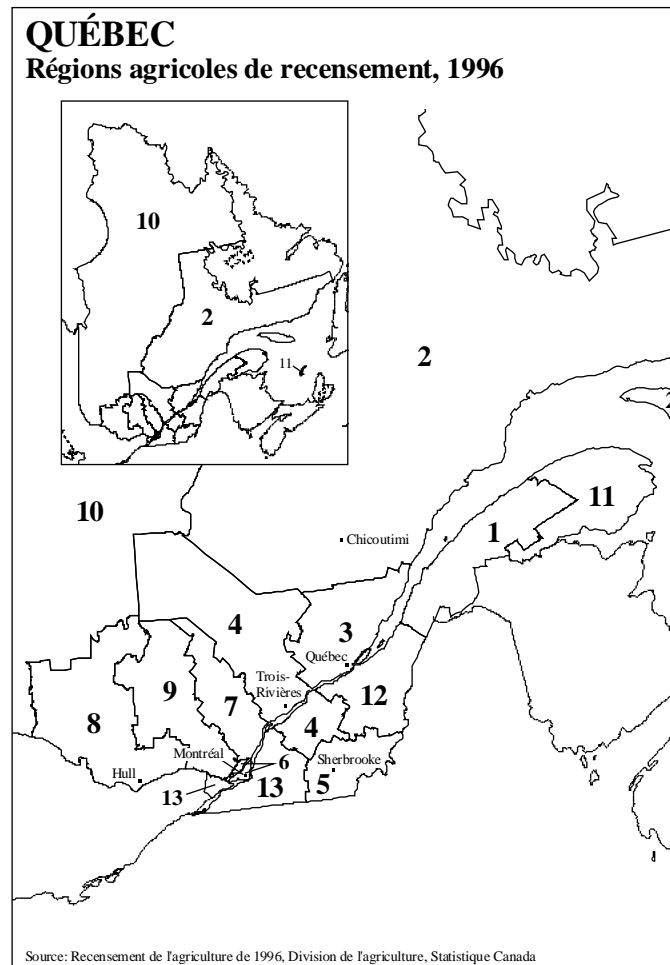 QUÉBEC
Régions agricoles de recensement, 1996
10
2
11
2
10
11
1
Chicoutimi
4
3
Québec
Trois-
Rivières
12
9
8
7
4
Montréal
6
Sherbrooke
Hull
13
13
5
Source: Recensement de l'agriculture de 1996, Division de l'agriculture, Statistique Canada